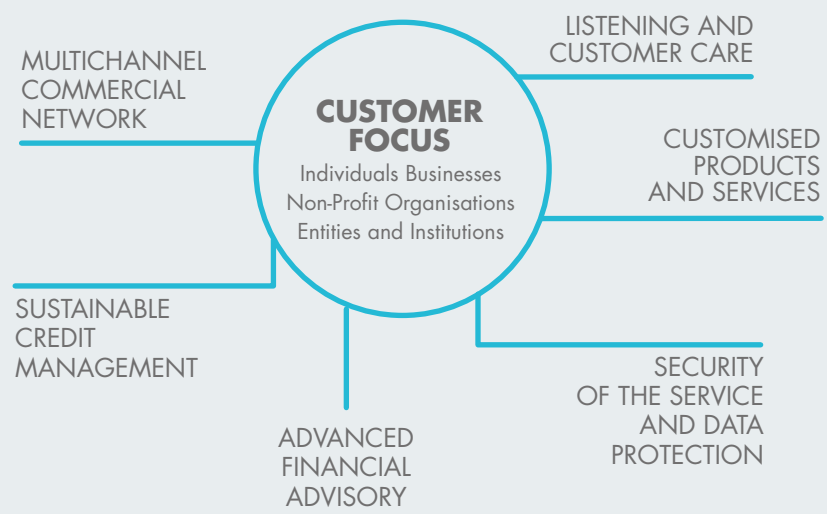 MULTICHANNEL
COMMERCIAL
NETWORK
LISTENING AND
CUSTOMER CARE
CUSTOMER
FOCUS
Individuals Businesses
Non-Profit Organisations
Entities and Institutions
CUSTOMISED
PRODUCTS
AND SERVICES
SUSTAINABLE
CREDIT
MANAGEMENT
ADVANCED
FINANCIAL
ADVISORY
SECURITY
OF THE SERVICE
AND DATA
PROTECTION